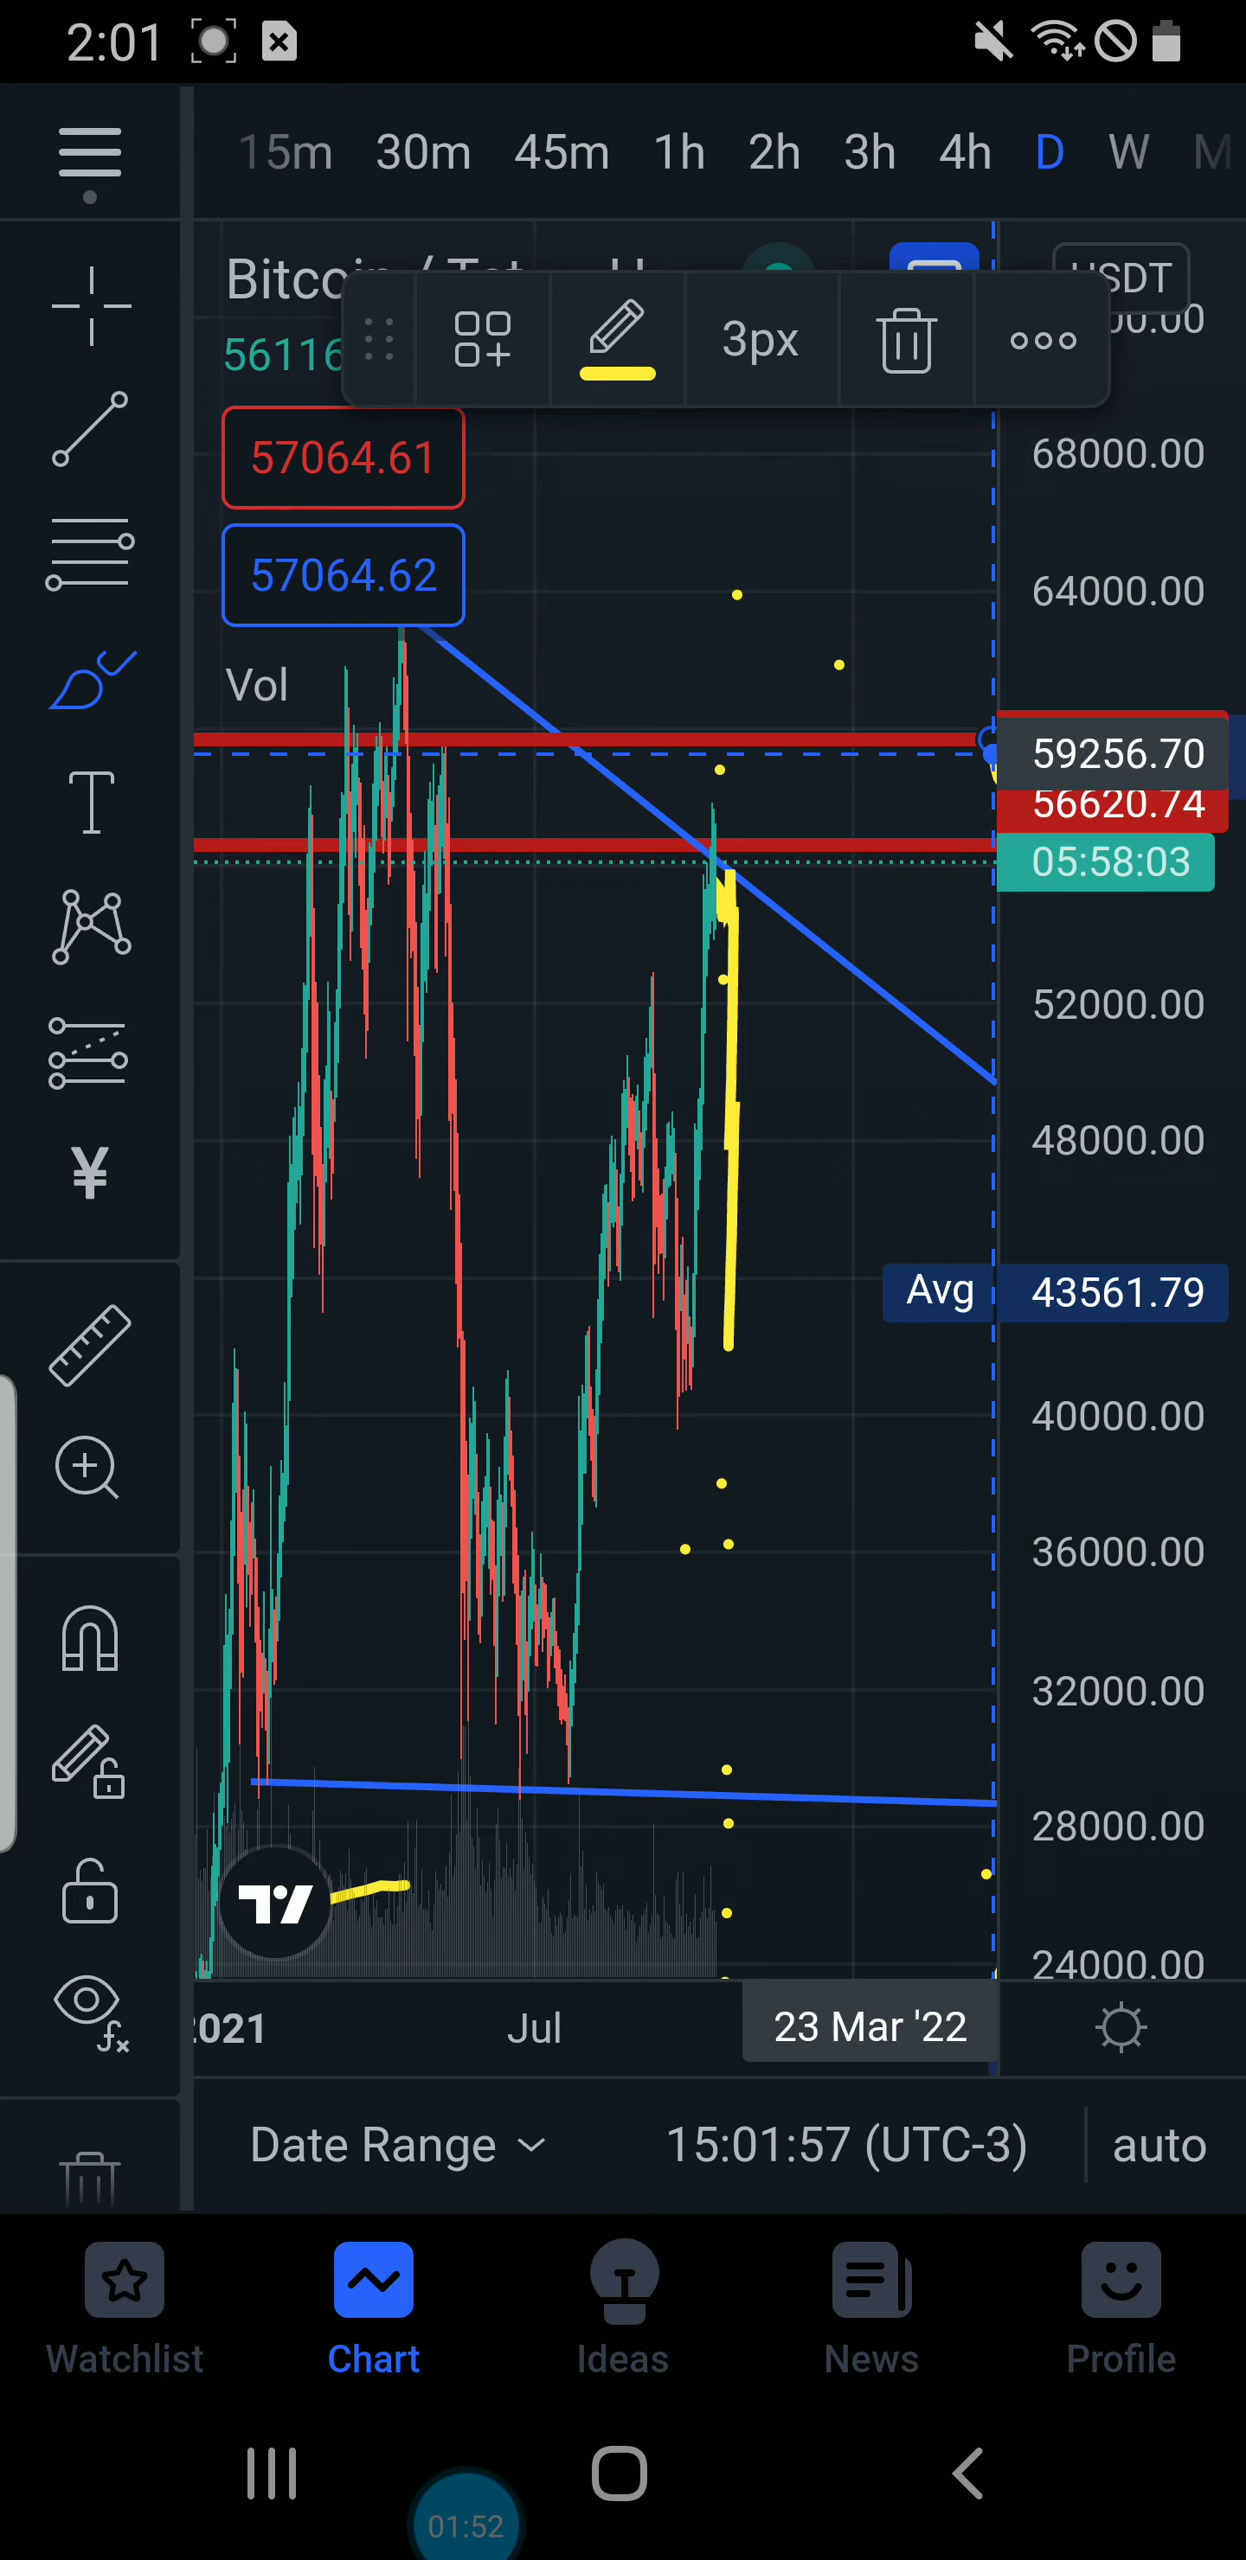 2:01
15m 30m 45m 1h 2h 3h 4h D W M
USDT
56116
3px
57064.61
57064.62
Vol
68000.00
64000.00
59256.70
56620.74
05:58:03
52000.00
48000.00
Avg 43561.79
40000.00
36000.00
32000.00
28000.00
24000.00
2021 Jul 23 Mar '22
Date Range 15:01:57 (UTC-3) auto
Watchlist Chart Ideas News Profile
01:52